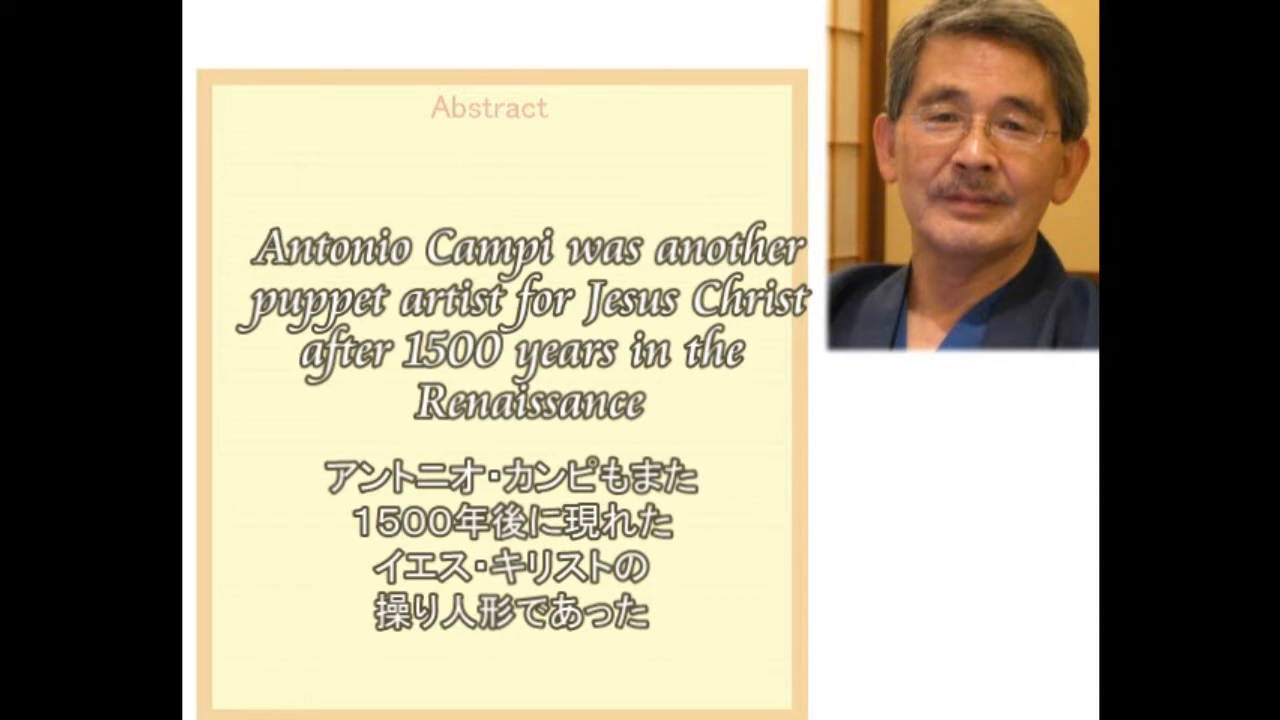 Abstract
Antonio Campi was another
puppet artist for Jesus Christ
after 1500 years in the
Renaissance
アントニオ・カンピもまた
１５００年後に現れた
イエス・キリストの
操り人形であった